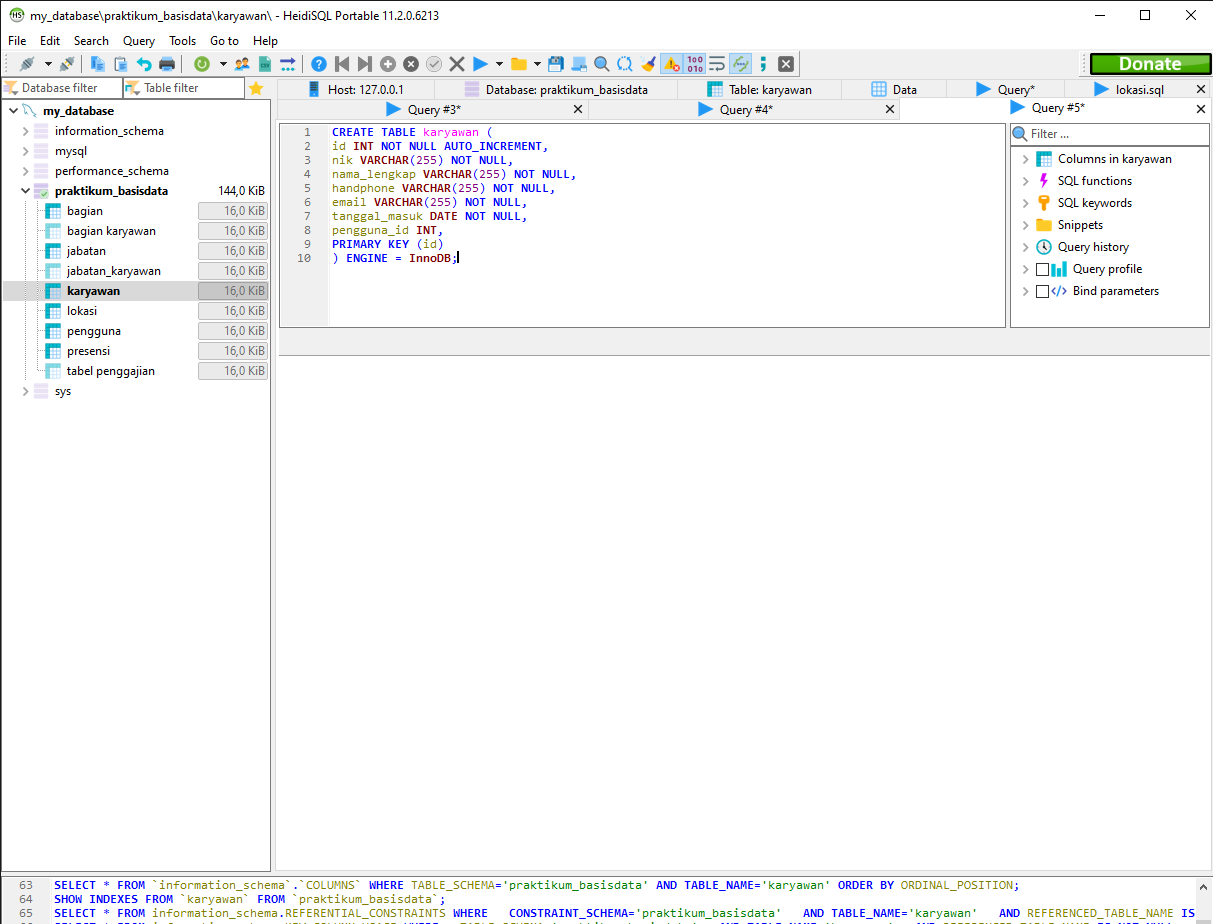 my_database\praktikum_basisdata\karyawan\ - HeidiSQL Portable 11.2.0.6213
File Edit Search Query Tools Go to Help
Donate
Database filter Table filter
Host: 127.0.0.1 Database: praktikum_basisdata Table: karyawan Data Query* lokasi.sql
Query #3* Query #4* Query #5*
my_database
information_schema
mysql
performance_schema
praktikum_basisdata 144,0 KiB
bagian 16,0 KiB
bagian karyawan 16,0 KiB
jabatan 16,0 KiB
jabatan_karyawan 16,0 KiB
karyawan 16,0 KiB
lokasi 16,0 KiB
pengguna 16,0 KiB
presensi 16,0 KiB
tabel penggajian 16,0 KiB
sys
1 CREATE TABLE karyawan (
2 id INT NOT NULL AUTO_INCREMENT,
3 nik VARCHAR(255) NOT NULL,
4 nama_lengkap VARCHAR(255) NOT NULL,
5 handphone VARCHAR(255) NOT NULL,
6 email VARCHAR(255) NOT NULL,
7 tanggal_masuk DATE NOT NULL,
8 pengguna_id INT,
9 PRIMARY KEY (id)
10 ) ENGINE = InnoDB;
Filter ...
Columns in karyawan
SQL functions
SQL keywords
Snippets
Query history
Query profile
Bind parameters
63 SELECT * FROM `information_schema`.`COLUMNS` WHERE TABLE_SCHEMA='praktikum_basisdata' AND TABLE_NAME='karyawan' ORDER BY ORDINAL_POSITION;
64 SHOW INDEXES FROM `karyawan` FROM `praktikum_basisdata`;
65 SELECT * FROM information_schema.REFERENTIAL_CONSTRAINTS WHERE CONSTRAINT_SCHEMA='praktikum_basisdata' AND TABLE_NAME='karyawan' AND REFERENCED_TABLE_NAME IS